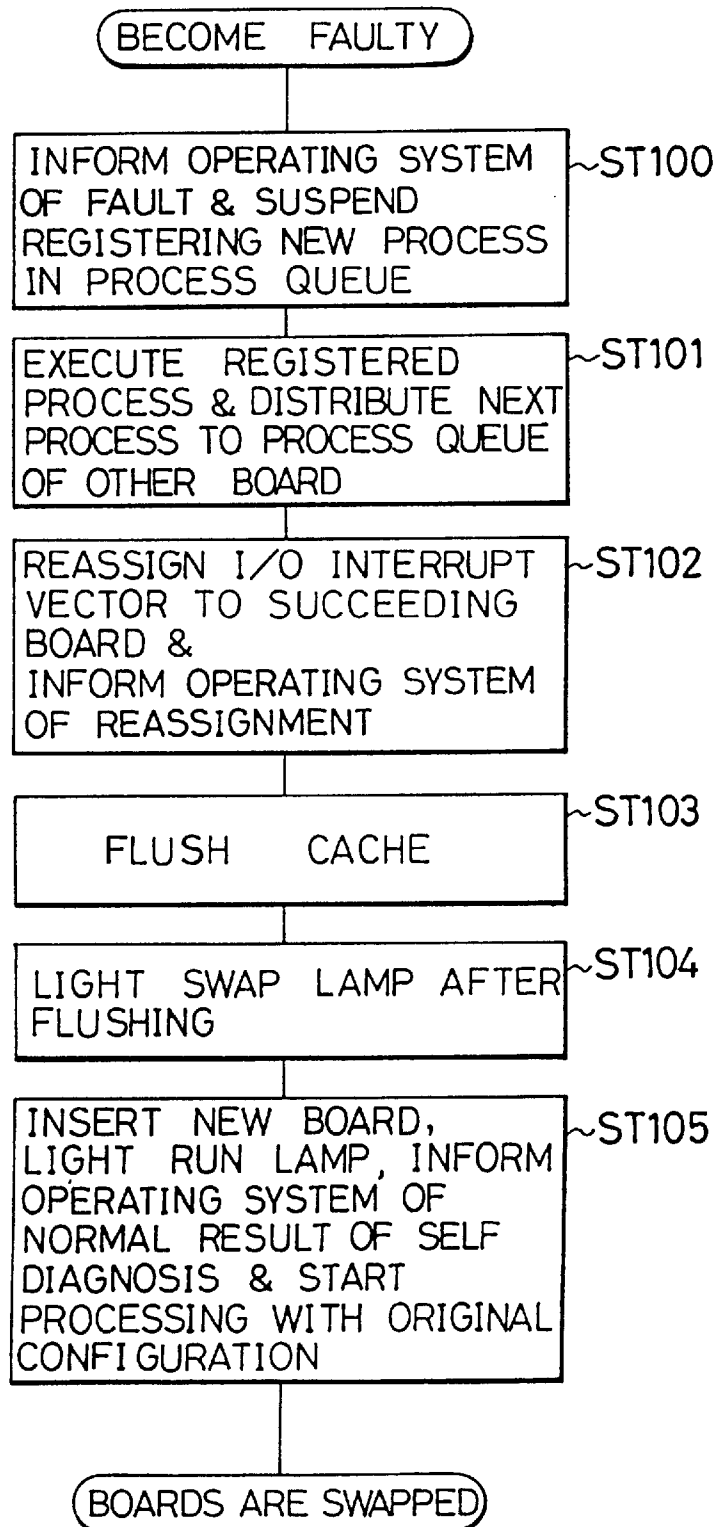 BECOME FAULTY
INFORM OPERATING SYSTEM
OF FAULT & SUSPEND
REGISTERING NEW PROCESS
IN PROCESS QUEUE
ST100
EXECUTE REGISTERED
PROCESS & DISTRIBUTE NEXT
PROCESS TO PROCESS QUEUE
OF OTHER BOARD
ST101
REASSIGN I/O INTERRUPT
VECTOR TO SUCCEEDING
BOARD &
INFORM OPERATING SYSTEM
OF REASSIGNMENT
ST102
FLUSH CACHE
ST103
LIGHT SWAP LAMP AFTER
FLUSHING
ST104
INSERT NEW BOARD,
LIGHT RUN LAMP, INFORM
OPERATING SYSTEM OF
NORMAL RESULT OF SELF
DIAGNOSIS & START
PROCESSING WITH ORIGINAL
CONFIGURATION
ST105
BOARDS ARE SWAPPED